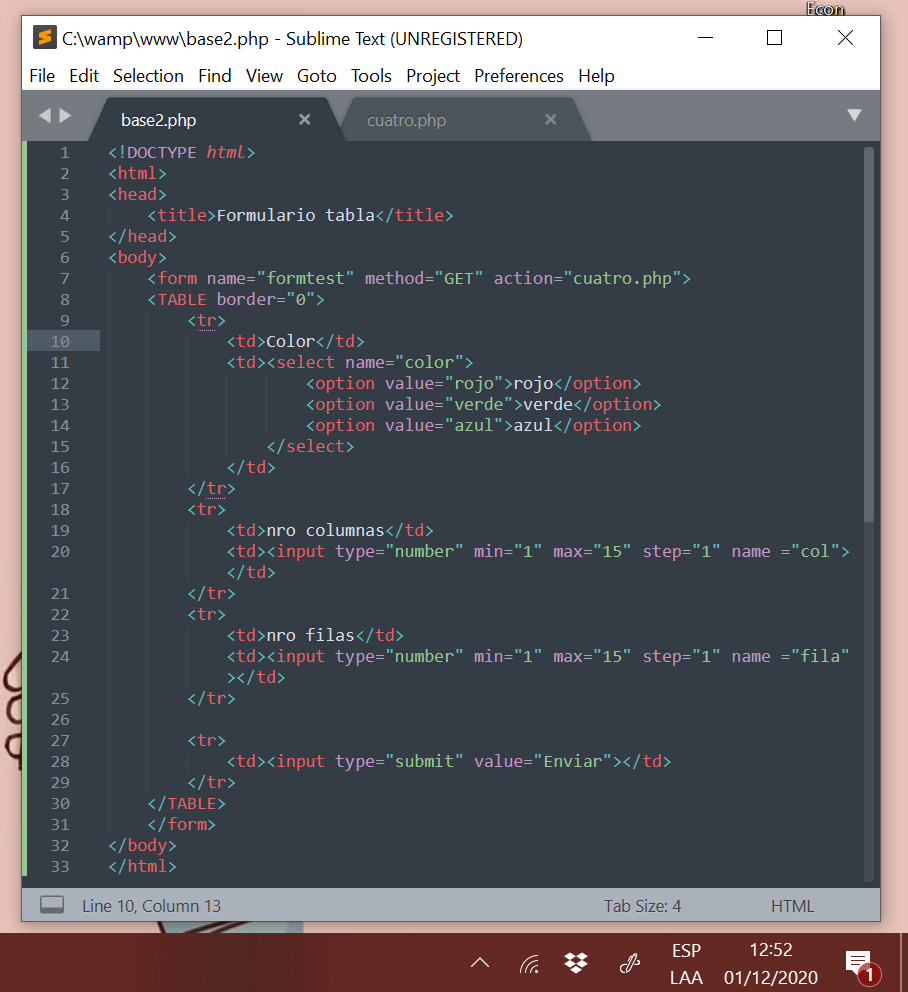 Econ
C:\wamp\www\base2.php - Sublime Text (UNREGISTERED)
File Edit Selection Find View Goto Tools Project Preferences Help
base2.php × cuatro.php ×
1 <!DOCTYPE html>
2 <html>
3 <head>
4 <title>Formulario tabla</title>
5 </head>
6 <body>
7 <form name="formtest" method="GET" action="cuatro.php">
8 <TABLE border="0">
9 <tr>
10 <td>Color</td>
11 <td><select name="color">
12 <option value="rojo">rojo</option>
13 <option value="verde">verde</option>
14 <option value="azul">azul</option>
15 </select>
16 </td>
17 </tr>
18 <tr>
19 <td>nro columnas</td>
20 <td><input type="number" min="1" max="15" step="1" name ="col">
</td>
21 </tr>
22 <tr>
23 <td>nro filas</td>
24 <td><input type="number" min="1" max="15" step="1" name ="fila"
></td>
25 </tr>
26
27 <tr>
28 <td><input type="submit" value="Enviar"></td>
29 </tr>
30 </TABLE>
31 </form>
32 </body>
33 </html>
Line 10, Column 13 Tab Size: 4 HTML
ESP 12:52
LAA 01/12/2020 1